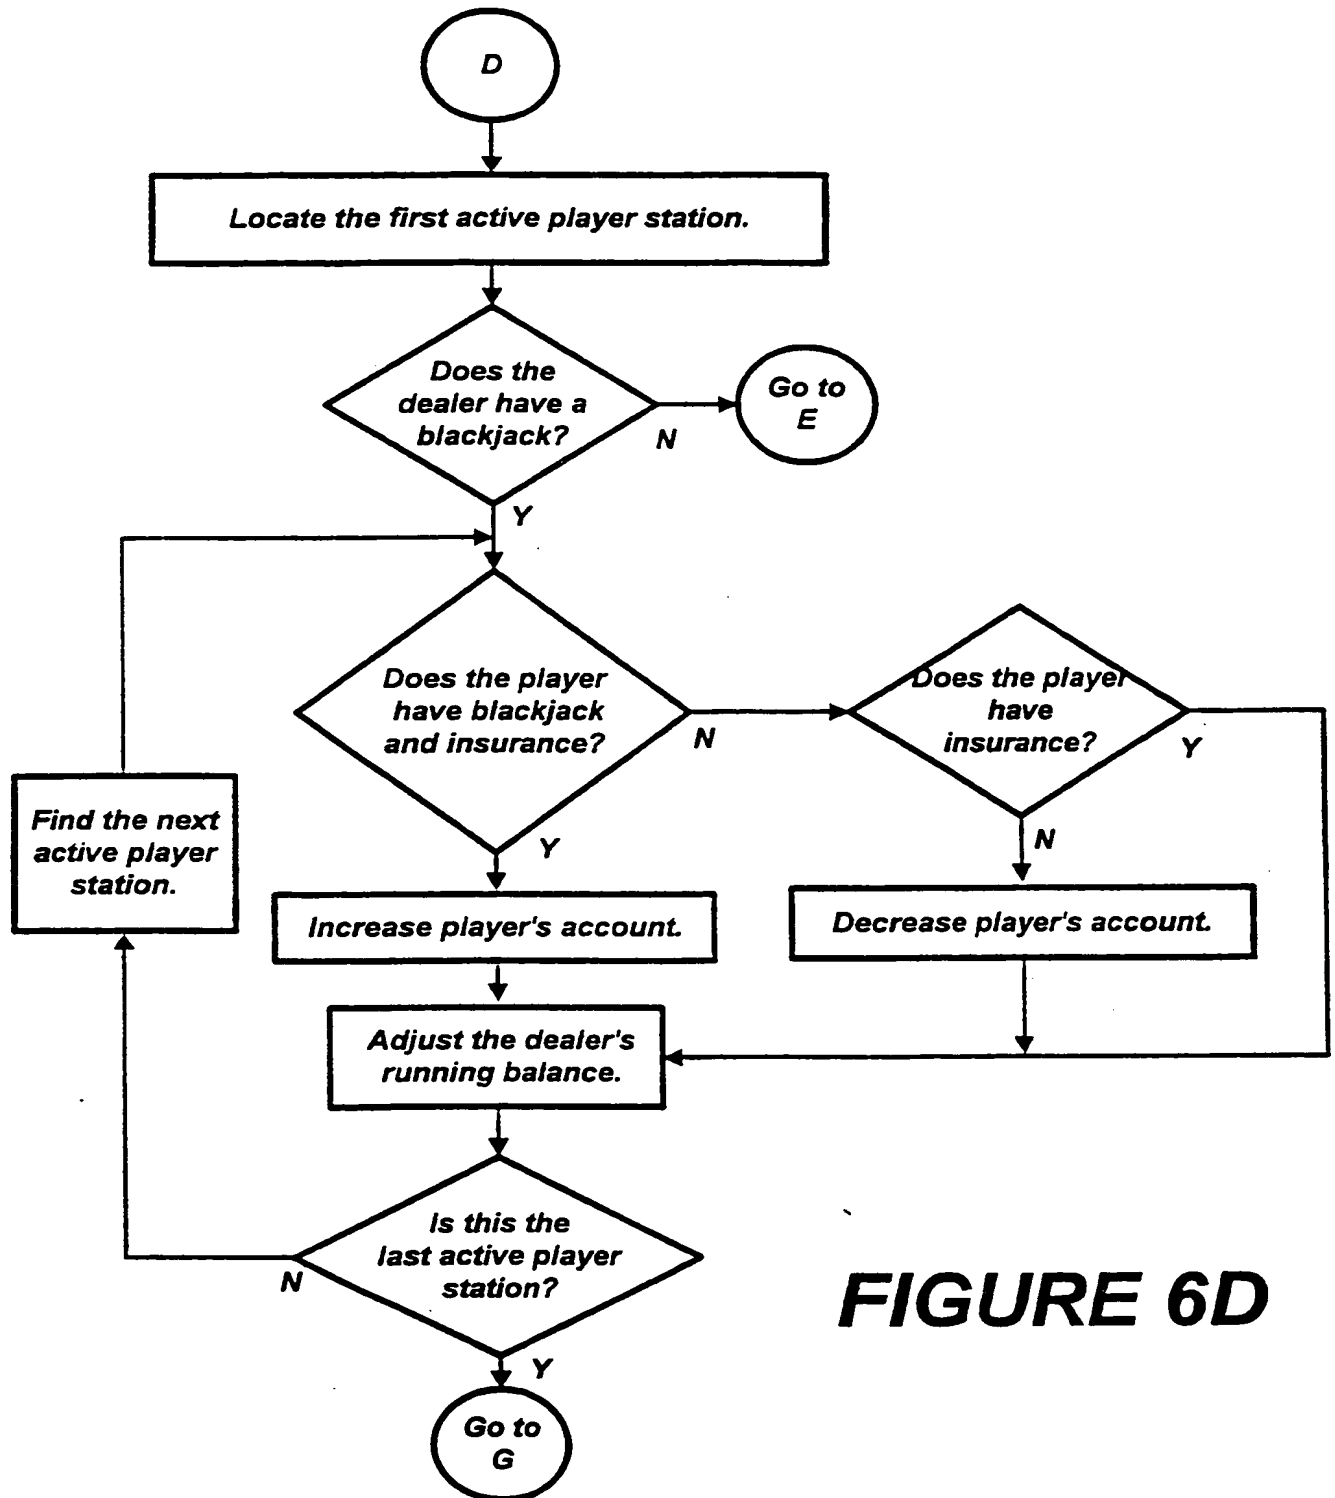 D
Locate the first active player station.
Does the
dealer have a
blackjack?
N
Go to
E
Y
Does the player
have blackjack
and insurance?
N
Does the player
have
insurance?
Y
Find the next
active player
station.
Y
N
Increase player's account.
Decrease player's account.
Adjust the dealer's
running balance.
Is this the
last active player
station?
N
Y
Go to
G
FIGURE 6D